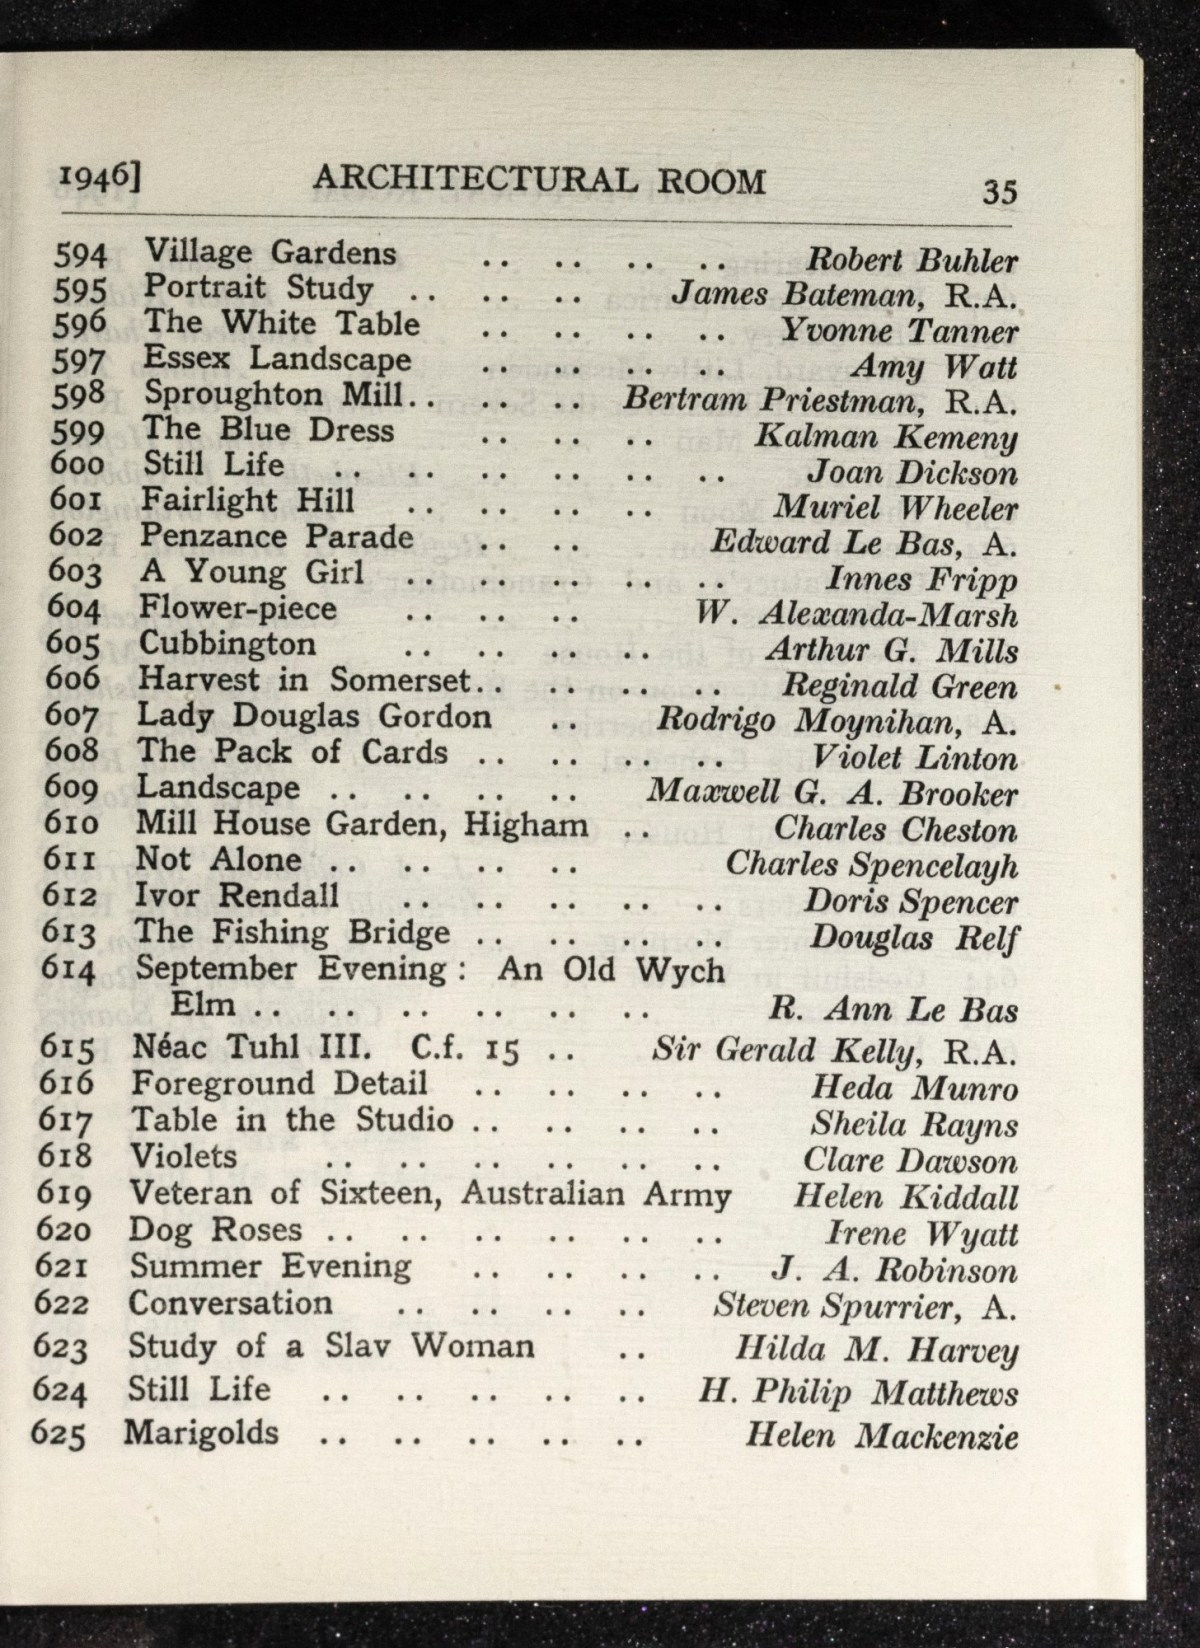 1946] ARCHITECTURAL ROOM 35
594 Village Gardens .. .. .. .. Robert Buhler
595 Portrait Study .. .. .. James Bateman, R.A.
596 The White Table .. .. .. .. Yvonne Tanner
597 Essex Landscape .. .. .. .. Amy Watt
598 Sproughton Mill.. .. .. Bertram Priestman, R.A.
599 The Blue Dress .. .. .. Kalman Kemeny
600 Still Life .. .. .. .. .. .. Joan Dickson
601 Fairlight Hill .. .. .. .. Muriel Wheeler
602 Penzance Parade .. .. Edward Le Bas, A.
603 A Young Girl .. .. .. .. .. Innes Fripp
604 Flower-piece .. .. .. W. Alexanda-Marsh
605 Cubbington .. .. .. .. Arthur G. Mills
606 Harvest in Somerset.. .. .. .. Reginald Green
607 Lady Douglas Gordon .. Rodrigo Moynihan, A.
608 The Pack of Cards .. .. .. .. Violet Linton
609 Landscape .. .. .. .. Maxwell G. A. Brooker
610 Mill House Garden, Higham .. Charles Cheston
611 Not Alone .. .. .. .. Charles Spencelayh
612 Ivor Rendall .. .. .. .. .. Doris Spencer
613 The Fishing Bridge .. .. .. .. Douglas Relf
614 September Evening : An Old Wych
Elm .. .. .. .. .. .. R. Ann Le Bas
615 Néac Tuhl III. C.f. 15 .. Sir Gerald Kelly, R.A.
616 Foreground Detail .. .. .. .. Heda Munro
617 Table in the Studio .. .. .. .. Sheila Rayns
618 Violets .. .. .. .. .. .. Clare Dawson
619 Veteran of Sixteen, Australian Army Helen Kiddall
620 Dog Roses .. .. .. .. .. .. Irene Wyatt
621 Summer Evening .. .. .. .. J. A. Robinson
622 Conversation .. .. .. .. Steven Spurrier, A.
623 Study of a Slav Woman .. Hilda M. Harvey
624 Still Life .. .. .. .. .. H. Philip Matthews
625 Marigolds .. .. .. .. .. Helen Mackenzie